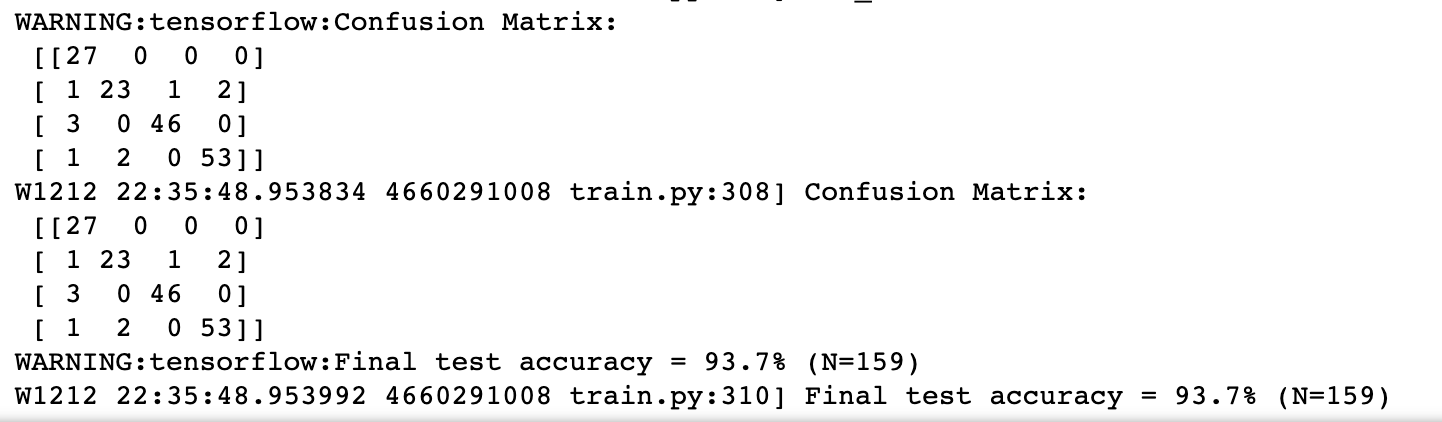 WARNING:tensorflow:Confusion Matrix:
[[27 0 0 0]
[ 1 23 1 2]
[ 3 0 46 0]
[ 1 2 0 53]]
W1212 22:35:48.953834 4660291008 train.py:308] Confusion Matrix:
[[27 0 0 0]
[ 1 23 1 2]
[ 3 0 46 0]
[ 1 2 0 53]]
WARNING:tensorflow:Final test accuracy = 93.7% (N=159)
W1212 22:35:48.953992 4660291008 train.py:310] Final test accuracy = 93.7% (N=159)